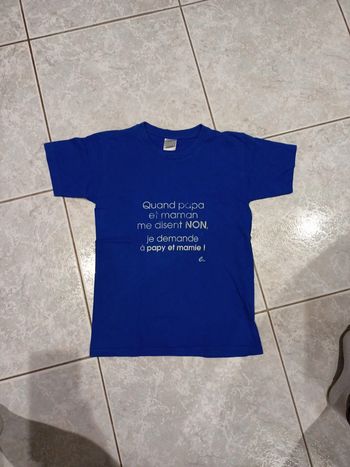 Quand papa
et maman
me disent NON,
je demande
à papy et mamie !